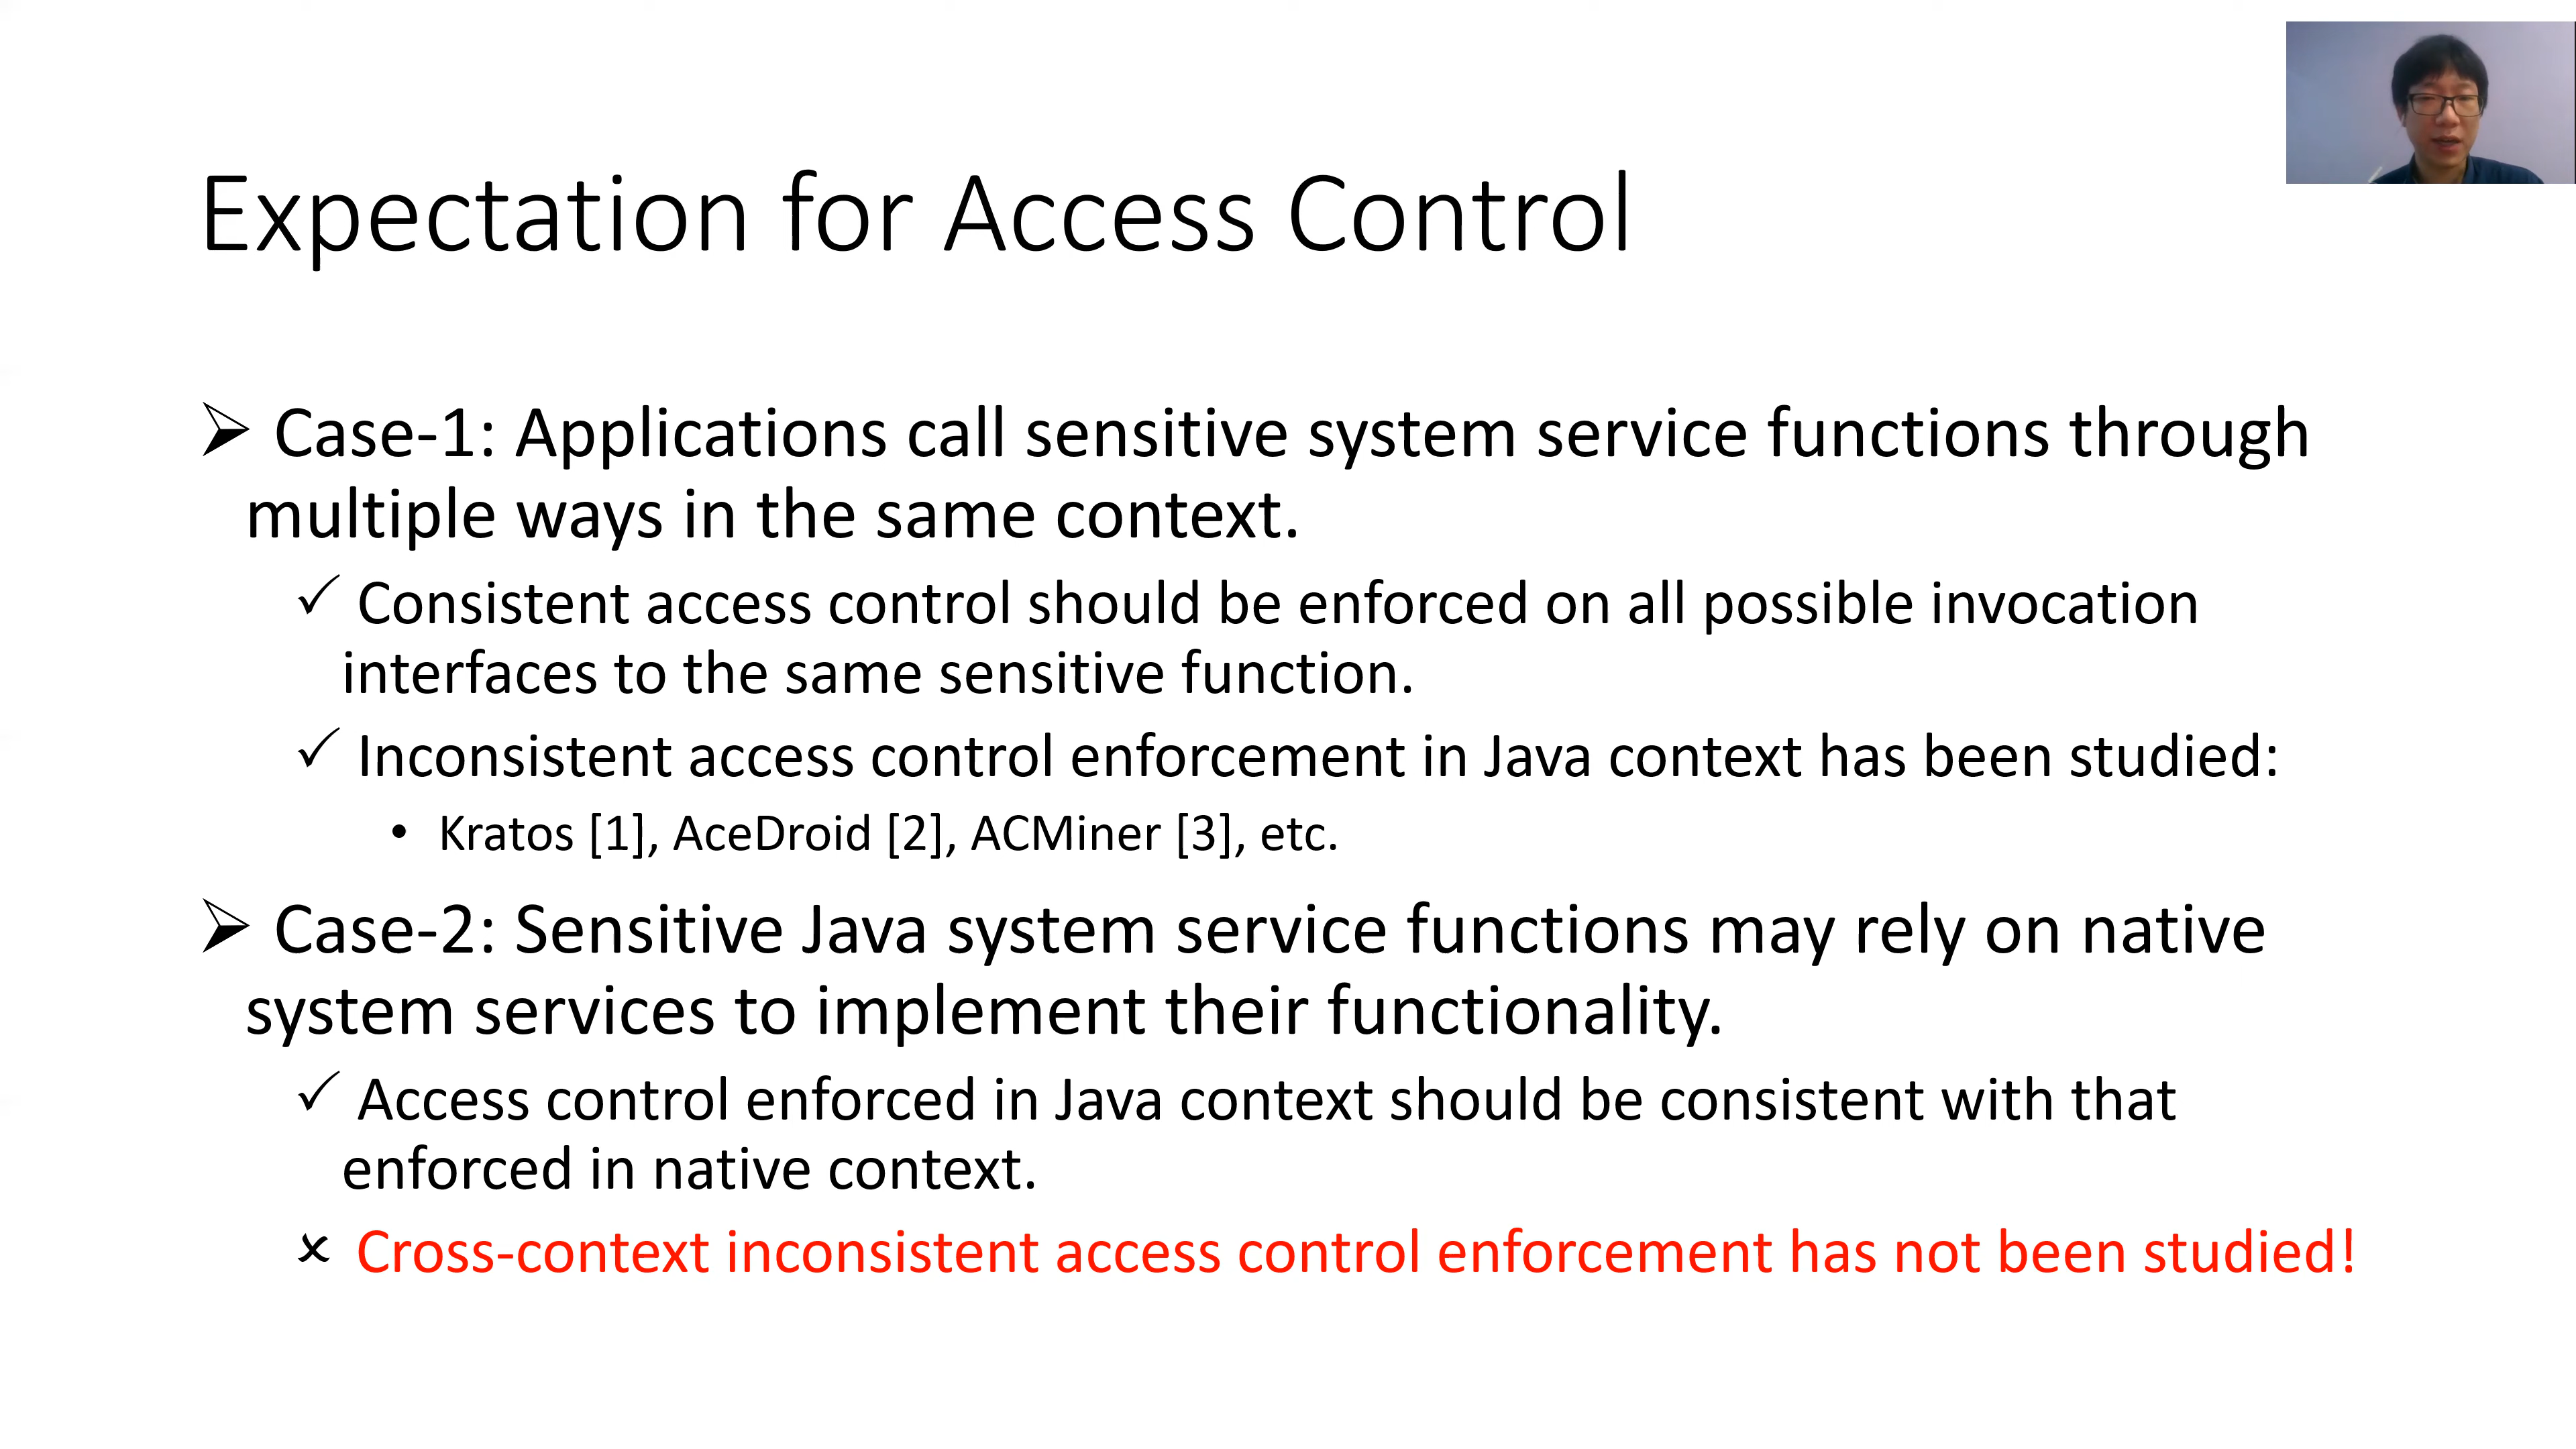 Expectation for Access Control
Case-1: Applications call sensitive system service functions through
multiple ways in the same context.
Consistent access control should be enforced on all possible invocation
interfaces to the same sensitive function.
Inconsistent access control enforcement in Java context has been studied:
• Kratos [1], AceDroid [2], ACMiner [3], etc.
Case-2: Sensitive Java system service functions may rely on native
system services to implement their functionality.
Access control enforced in Java context should be consistent with that
enforced in native context.
Cross-context inconsistent access control enforcement has not been studied!